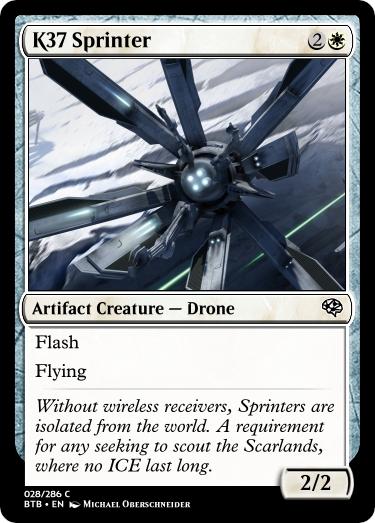 K37 Sprinter 2
Artifact Creature — Drone
Flash
Flying
Without wireless receivers, Sprinters are
isolated from the world. A requirement
for any seeking to scout the Scarlands,
where no ICE last long.
2/2
028/286 C
BTB • EN Michael Oberschneider